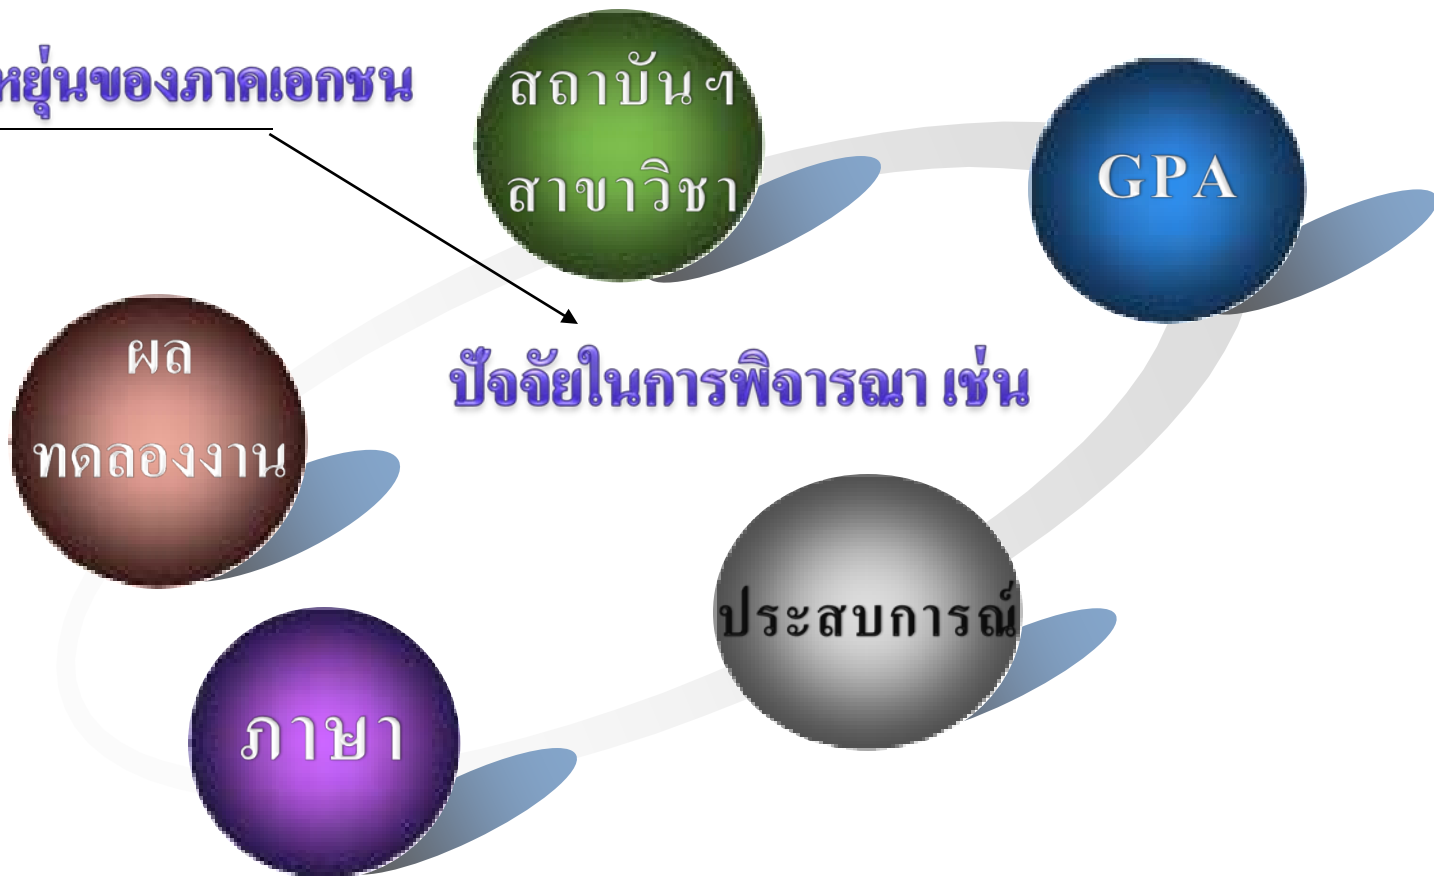 หยุ่นของภาคเอกชน
สถาบันฯ
สาขาวิชา
GPA
ผล
ทดลองงาน
ปัจจัยในการพิจารณา เช่น
ประสบการณ์
ภาษา